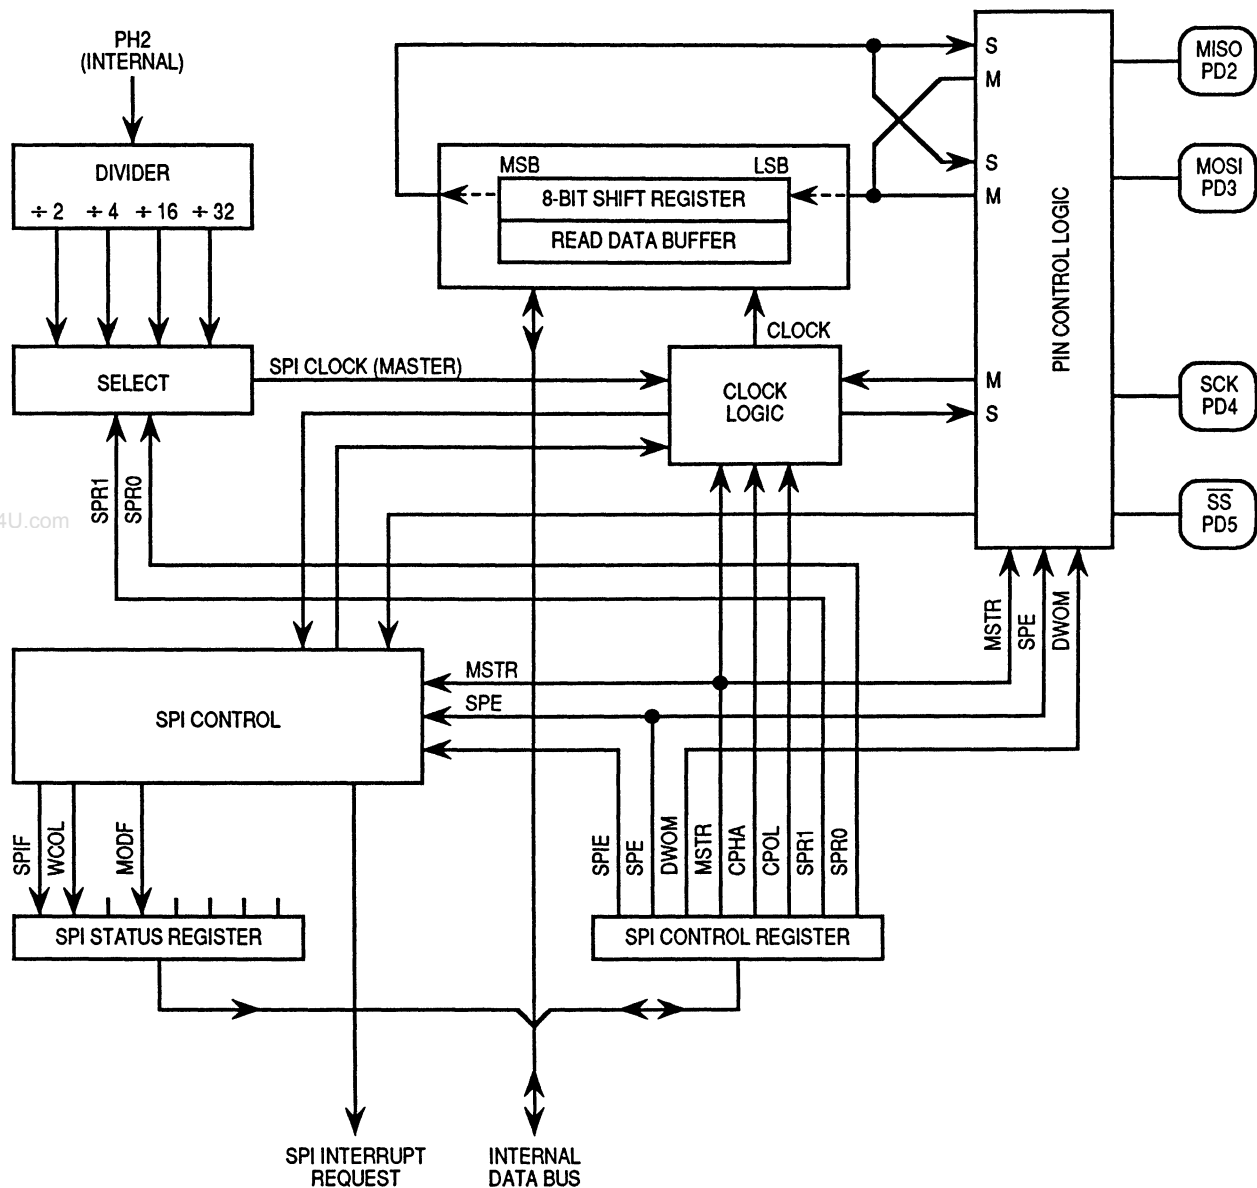 PH2
(INTERNAL)
DIVIDER
÷ 2 ÷ 4 ÷ 16 ÷ 32
SELECT
SPI CLOCK (MASTER)
SPR1
SPR0
4U.com
MSB LSB
8-BIT SHIFT REGISTER
READ DATA BUFFER
CLOCK
CLOCK
LOGIC
S
M
S
M
M
S
PIN CONTROL LOGIC
MISO
PD2
MOSI
PD3
SCK
PD4
SS
PD5
MSTR
SPE
DWOM
MSTR
SPE
SPI CONTROL
SPIF
WCOL
MODF
SPI STATUS REGISTER
SPIE
SPE
DWOM
MSTR
CPHA
CPOL
SPR1
SPR0
SPI CONTROL REGISTER
SPI INTERRUPT
REQUEST
INTERNAL
DATA BUS